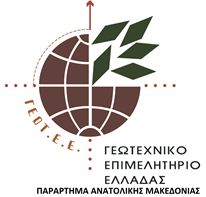 ΓΕΩΤ.Ε.Ε.
ΓΕΩΤΕΧΝΙΚΟ
ΕΠΙΜΕΛΗΤΗΡΙΟ
ΕΛΛΑΔΑΣ
ΠΑΡΑΡΤΗΜΑ ΑΝΑΤΟΛΙΚΗΣ ΜΑΚΕΔΟΝΙΑΣ